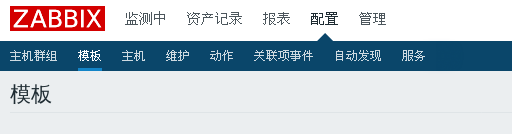 ZABBIX 监测中 资产记录 报表 配置 管理
主机群组 模板 主机 维护 动作 关联项事件 自动发现 服务
模板